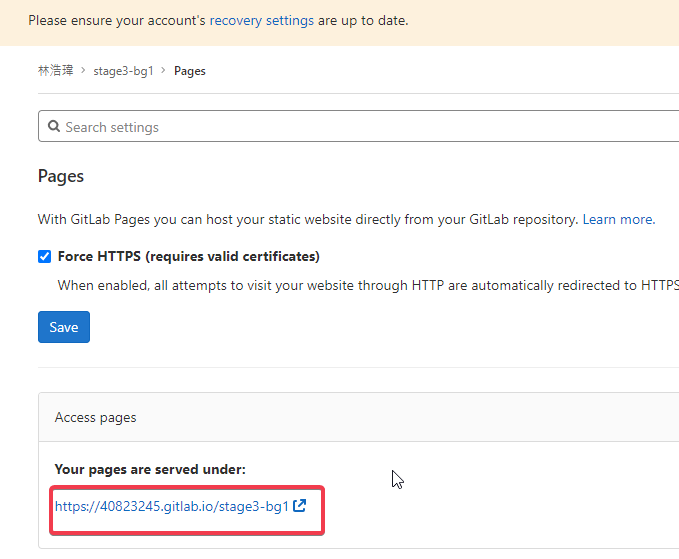 Please ensure your account's recovery settings are up to date.
林浩瑋 > stage3-bg1 > Pages
Search settings
Pages
With GitLab Pages you can host your static website directly from your GitLab repository. Learn more.
Force HTTPS (requires valid certificates)
When enabled, all attempts to visit your website through HTTP are automatically redirected to HTTPS
Save
Access pages
Your pages are served under:
https://40823245.gitlab.io/stage3-bg1